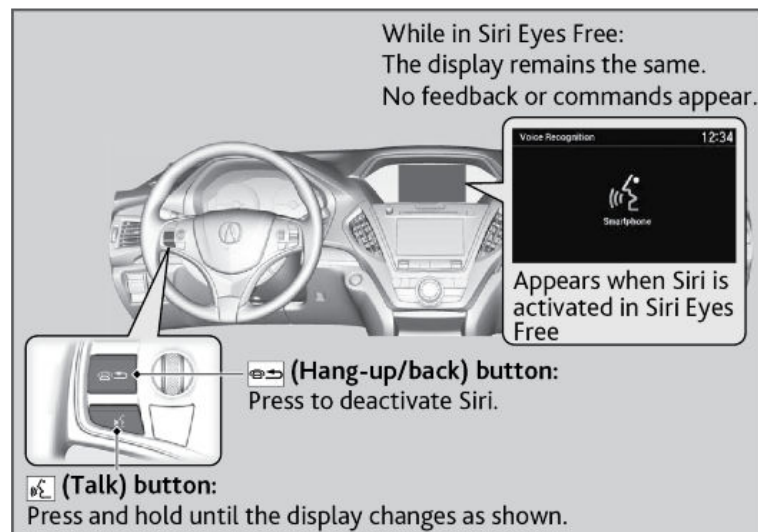 While in Siri Eyes Free:
The display remains the same.
No feedback or commands appear.
Voice Recognition 12:34
Smartphone
Appears when Siri is
activated in Siri Eyes
Free
(Hang-up/back) button:
Press to deactivate Siri.
(Talk) button:
Press and hold until the display changes as shown.